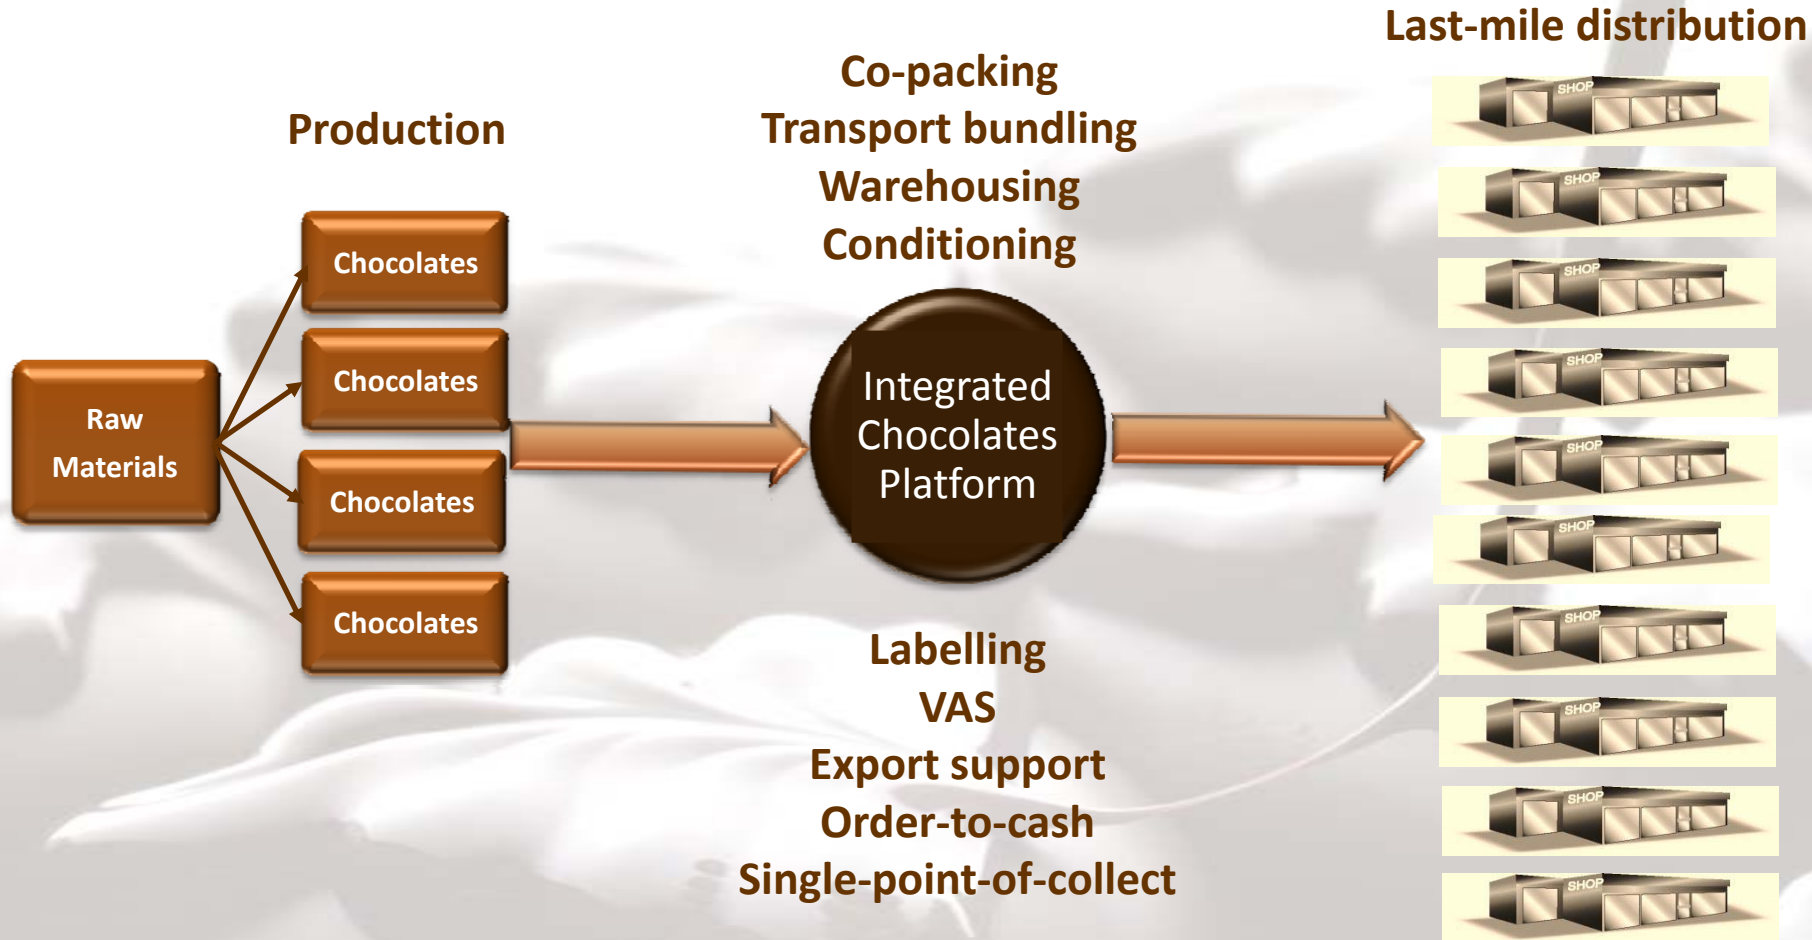 Last-mile distribution
Production
Co-packing
Transport bundling
Warehousing
Conditioning
Raw
Materials
Chocolates
Chocolates
Chocolates
Chocolates
Integrated
Chocolates
Platform
Labelling
VAS
Export support
Order-to-cash
Single-point-of-collect
SHOP
SHOP
SHOP
SHOP
SHOP
SHOP
SHOP
SHOP
SHOP
SHOP